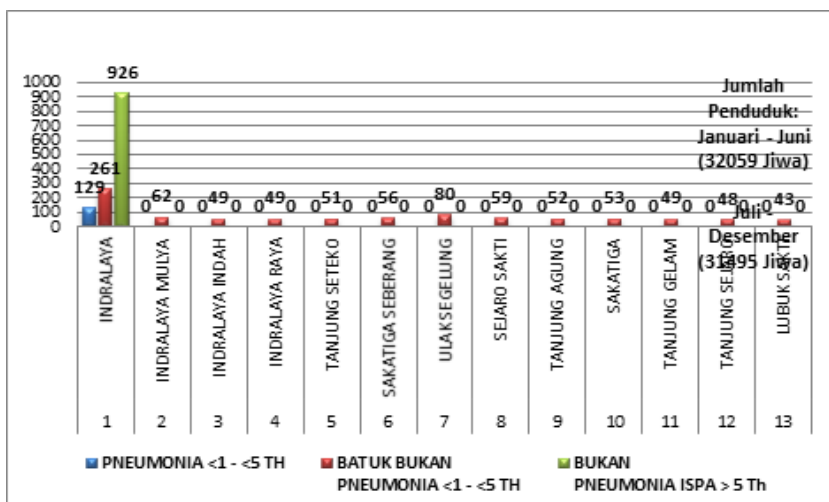 1000
900
800
700
600
500
400
300
200
100
0
129 261 926
0 62 0
0 49 0
0 49 0
0 51 0
0 56 0
0 80 0
0 59 0
0 52 0
0 53 0
0 49 0
0 48 0
0 43 0
Jumlah
Penduduk:
Januari - Juni
(32059 Jiwa)
Juli -
Desember
(31495 Jiwa)
INDRALAYA
INDRALAYA MULYA
INDRALAYA INDAH
INDRALAYA RAYA
TANJUNG SETEKO
SAKATIGA SEBERANG
ULAK SEGELUNG
SEJARO SAKTI
TANJUNG AGUNG
SAKATIGA
TANJUNG GELAM
TANJUNG SEJARO
LUBUK SAKTI
1 2 3 4 5 6 7 8 9 10 11 12 13
PNEUMONIA <1 - <5 TH
BATUK BUKAN
PNEUMONIA <1 - <5 TH
BUKAN
PNEUMONIA ISPA > 5 Th